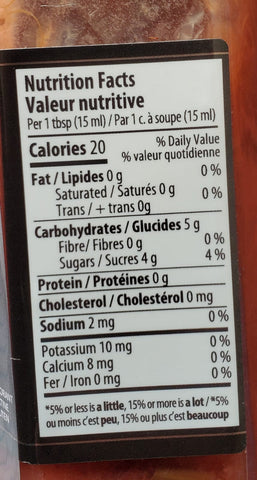 Nutrition Facts
Valeur nutritive
Per 1 tbsp (15 ml) / Par 1 c. à soupe (15 ml)
Calories 20
% Daily Value
% valeur quotidienne
Fat / Lipides 0 g 0 %
Saturated / Saturés 0 g 0 %
Trans / + trans 0g
Carbohydrates / Glucides 5 g
Fibre/ Fibres 0 g 0 %
Sugars / Sucres 4 g 4 %
Protein / Protéines 0 g
Cholesterol / Cholestérol 0 mg
Sodium 2 mg 0 %
Potassium 10 mg 0 %
Calcium 8 mg 0 %
Fer / Iron 0 mg 0 %
*5% or less is a little, 15% or more is a lot / *5%
ou moins c'est peu, 15% ou plus c'est beaucoup